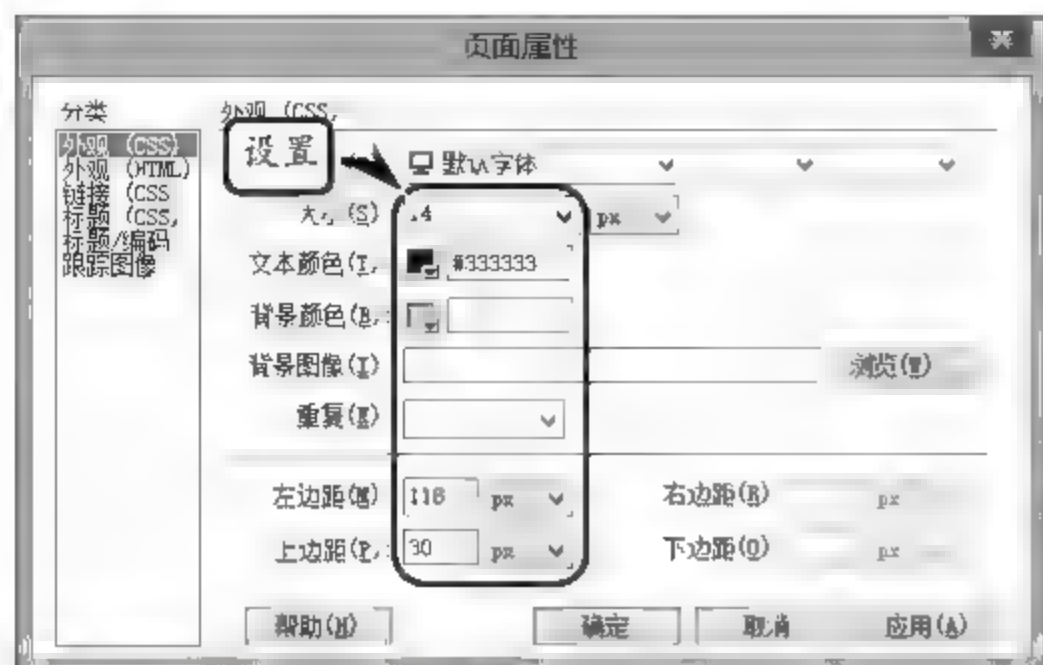 页面属性
分类
外观 (CSS)
外观 (CSS)
外观 (HTML)
链接 (CSS
标题 (CSS,
标题/编码
跟踪图像
设置
默认字体
大小(S) 14 px
文本颜色(T, #333333
背景颜色(B, :
背景图像(I) 浏览(W)
重复(E)
左边距(M) 116 px 右边距(R) px
上边距(P, : 30 px 下边距(O) px
帮助(H) 确定 取消 应用(A)